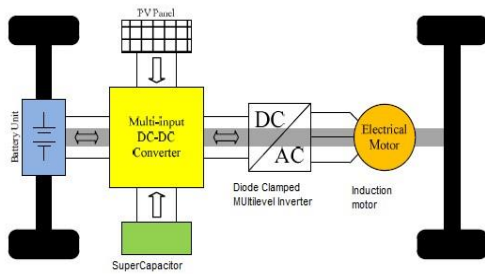 PV Panel
Battery Unit
Multi-input
DC-DC
Converter
DC
AC
Electrical
Motor
Diode Clamped
MUltilevel Inverter
Induction
motor
SuperCapacitor